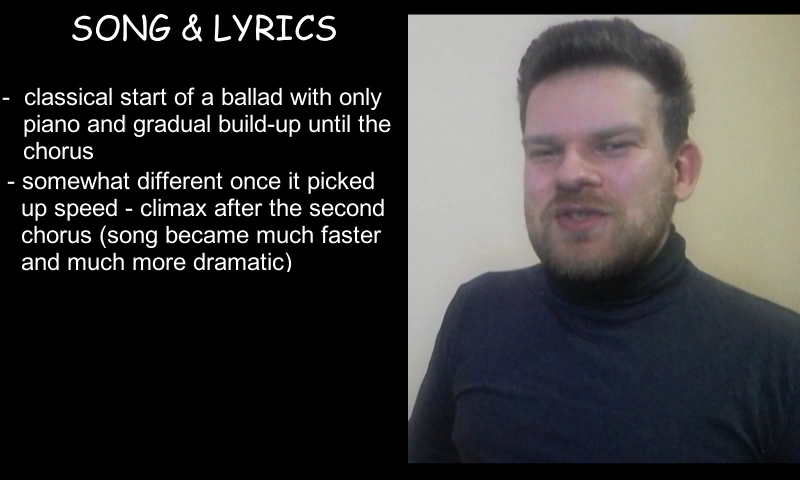 SONG & LYRICS
- classical start of a ballad with only
piano and gradual build-up until the
chorus
- somewhat different once it picked
up speed - climax after the second
chorus (song became much faster
and much more dramatic)